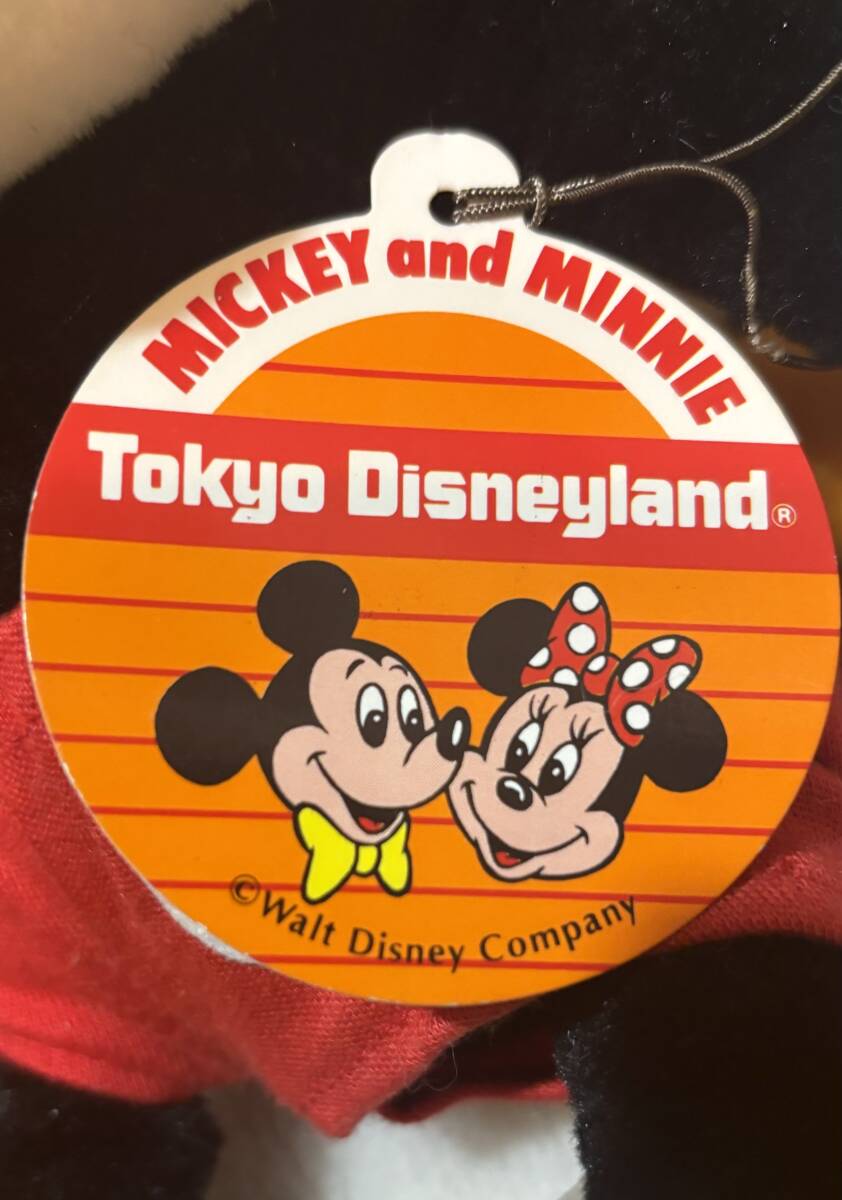 MICKEY and MINNIE
Tokyo Disneyland®
©Walt Disney Company